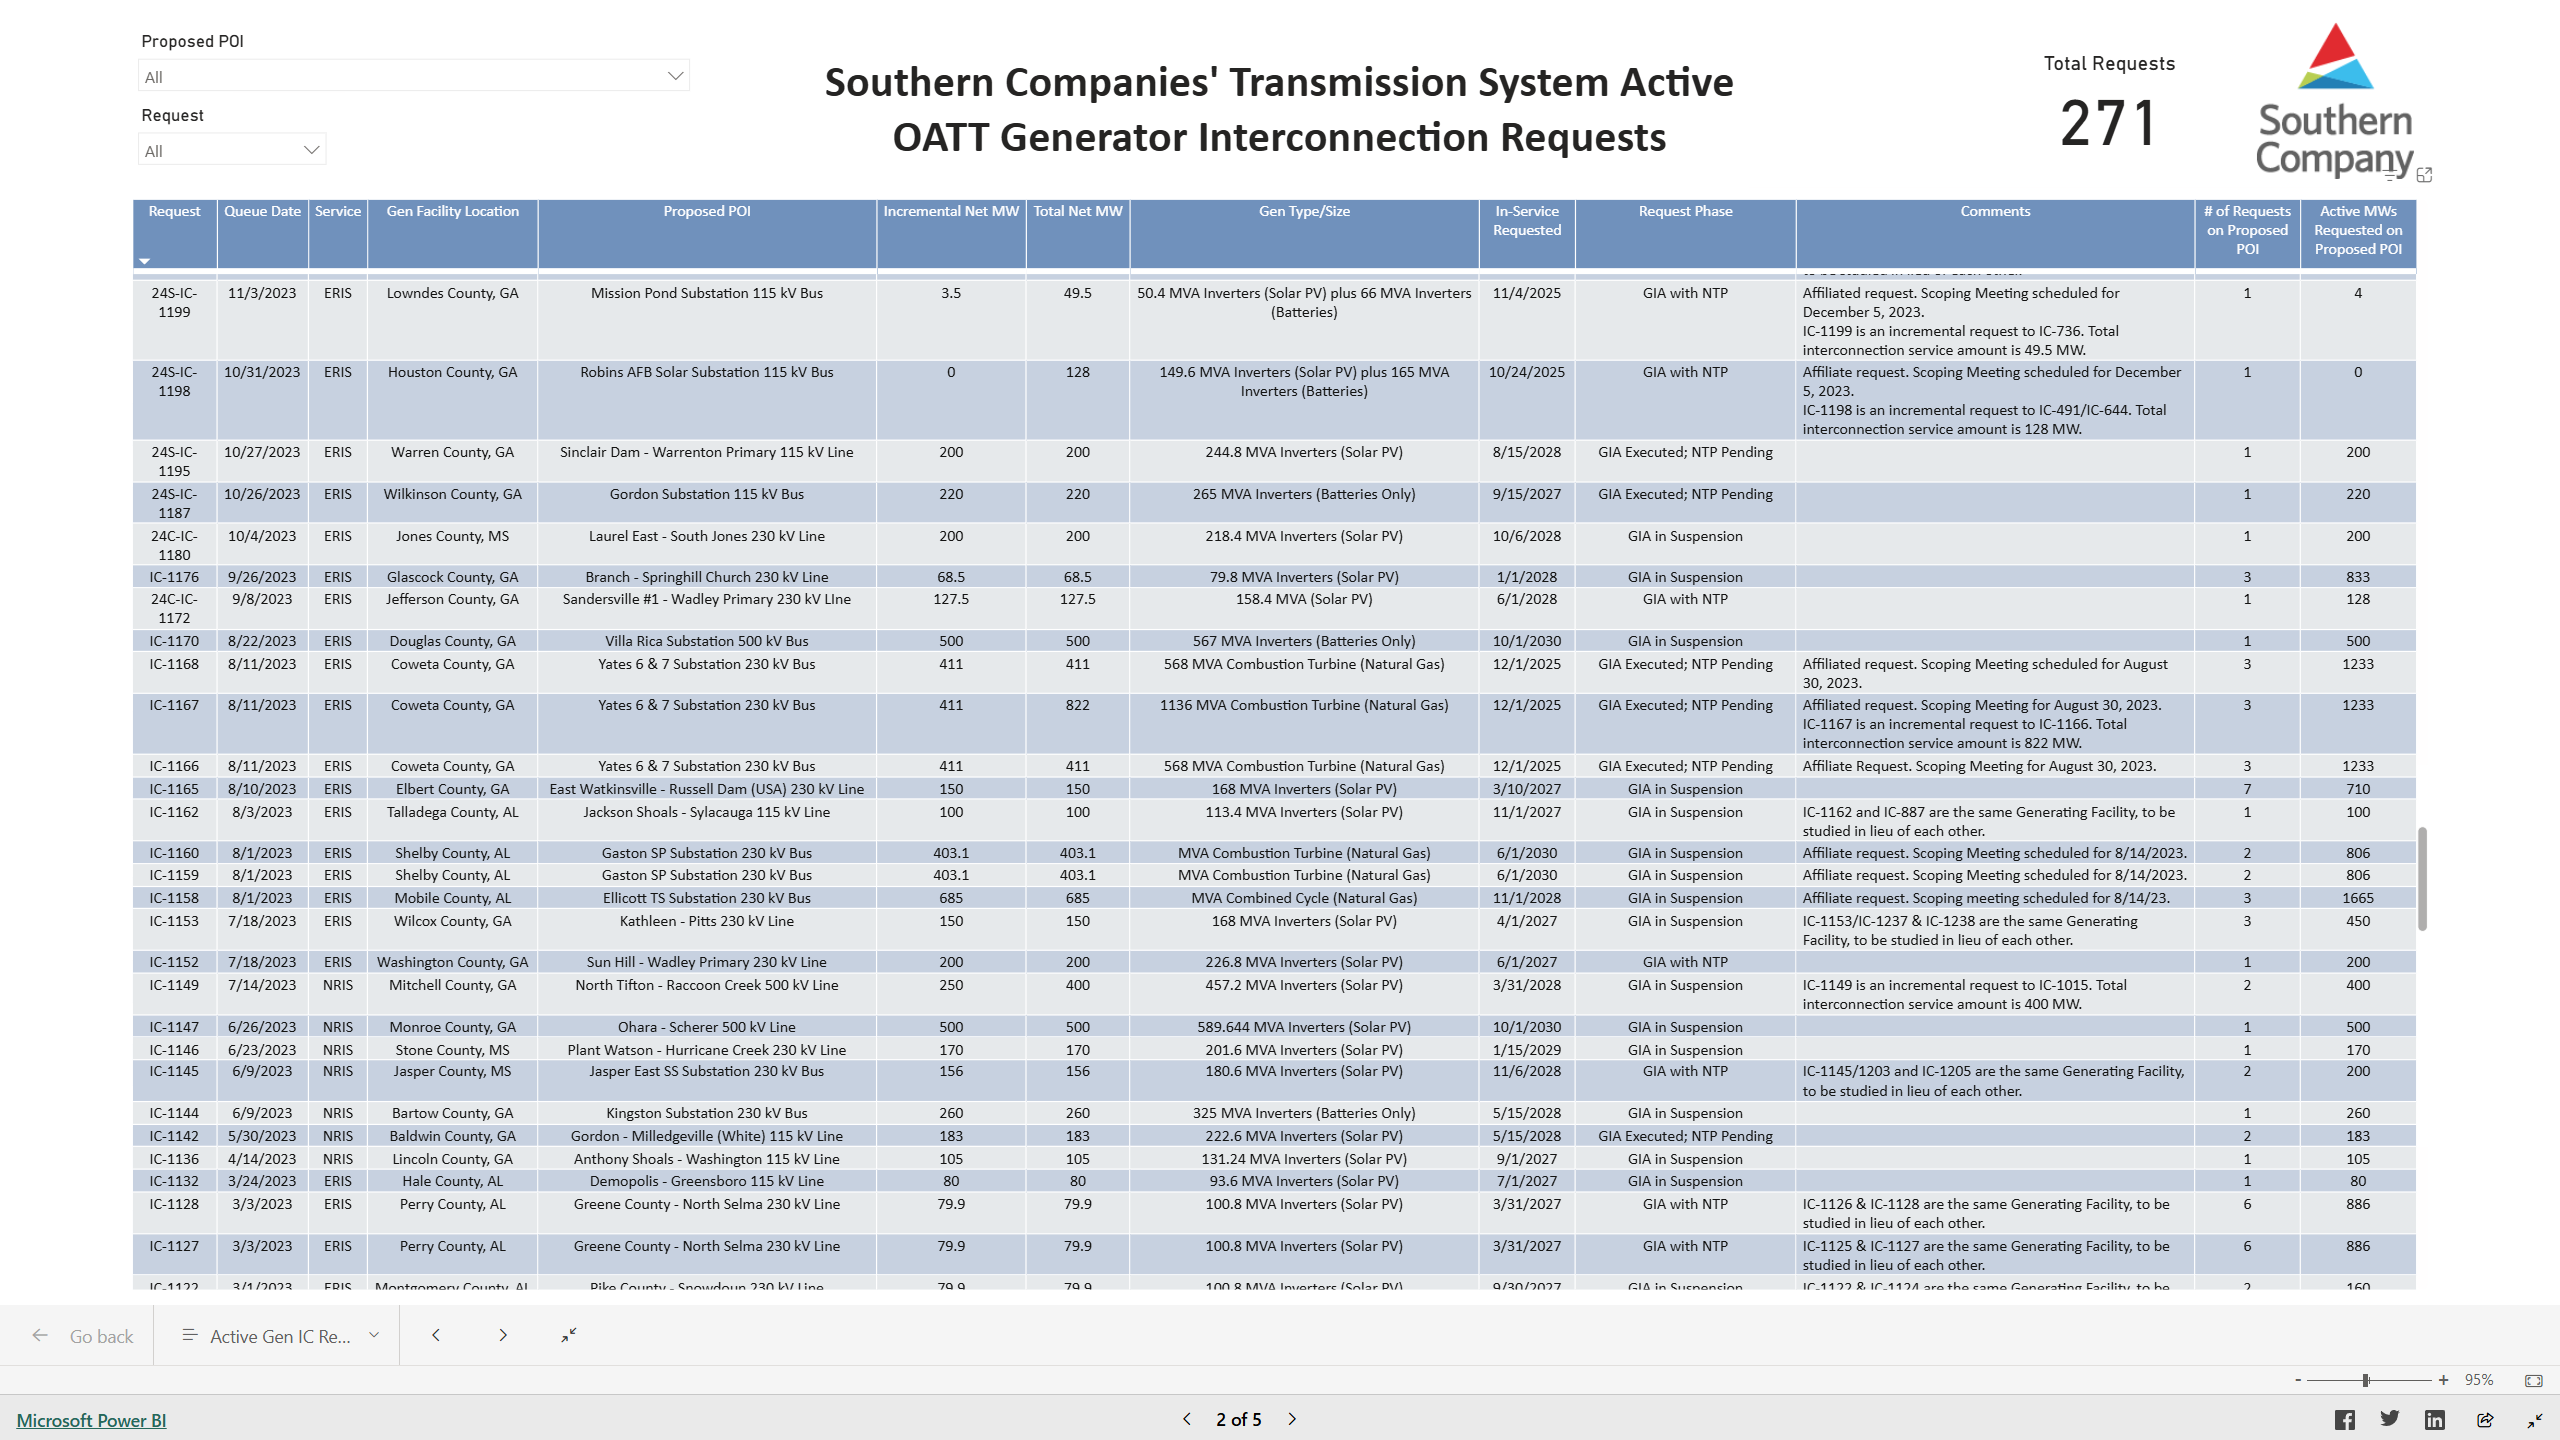 Proposed POI
All
Request
All
Southern Companies' Transmission System Active
OATT Generator Interconnection Requests
Total Requests
271
Southern
Company
Request Queue Date Service Gen Facility Location Proposed POI Incremental Net MW Total Net MW Gen Type/Size In-Service Requested Request Phase Comments # of Requests on Proposed POI Active MWs Requested on Proposed POI
to be studied in lieu of each other.
24S-IC-1199 11/3/2023 ERIS Lowndes County, GA Mission Pond Substation 115 kV Bus 3.5 49.5 50.4 MVA Inverters (Solar PV) plus 66 MVA Inverters (Batteries) 11/4/2025 GIA with NTP Affiliated request. Scoping Meeting scheduled for December 5, 2023. IC-1199 is an incremental request to IC-736. Total interconnection service amount is 49.5 MW. 1 4
24S-IC-1198 10/31/2023 ERIS Houston County, GA Robins AFB Solar Substation 115 kV Bus 0 128 149.6 MVA Inverters (Solar PV) plus 165 MVA Inverters (Batteries) 10/24/2025 GIA with NTP Affiliate request. Scoping Meeting scheduled for December 5, 2023. IC-1198 is an incremental request to IC-491/IC-644. Total interconnection service amount is 128 MW. 1 0
24S-IC-1195 10/27/2023 ERIS Warren County, GA Sinclair Dam - Warrenton Primary 115 kV Line 200 200 244.8 MVA Inverters (Solar PV) 8/15/2028 GIA Executed; NTP Pending 1 200
24S-IC-1187 10/26/2023 ERIS Wilkinson County, GA Gordon Substation 115 kV Bus 220 220 265 MVA Inverters (Batteries Only) 9/15/2027 GIA Executed; NTP Pending 1 220
24C-IC-1180 10/4/2023 ERIS Jones County, MS Laurel East - South Jones 230 kV Line 200 200 218.4 MVA Inverters (Solar PV) 10/6/2028 GIA in Suspension 1 200
IC-1176 9/26/2023 ERIS Glascock County, GA Branch - Springhill Church 230 kV Line 68.5 68.5 79.8 MVA Inverters (Solar PV) 1/1/2028 GIA in Suspension 3 833
24C-IC-1172 9/8/2023 ERIS Jefferson County, GA Sandersville #1 - Wadley Primary 230 kV LIne 127.5 127.5 158.4 MVA (Solar PV) 6/1/2028 GIA with NTP 1 128
IC-1170 8/22/2023 ERIS Douglas County, GA Villa Rica Substation 500 kV Bus 500 500 567 MVA Inverters (Batteries Only) 10/1/2030 GIA in Suspension 1 500
IC-1168 8/11/2023 ERIS Coweta County, GA Yates 6 & 7 Substation 230 kV Bus 411 411 568 MVA Combustion Turbine (Natural Gas) 12/1/2025 GIA Executed; NTP Pending Affiliated request. Scoping Meeting scheduled for August 30, 2023. 3 1233
IC-1167 8/11/2023 ERIS Coweta County, GA Yates 6 & 7 Substation 230 kV Bus 411 822 1136 MVA Combustion Turbine (Natural Gas) 12/1/2025 GIA Executed; NTP Pending Affiliated request. Scoping Meeting for August 30, 2023. IC-1167 is an incremental request to IC-1166. Total interconnection service amount is 822 MW. 3 1233
IC-1166 8/11/2023 ERIS Coweta County, GA Yates 6 & 7 Substation 230 kV Bus 411 411 568 MVA Combustion Turbine (Natural Gas) 12/1/2025 GIA Executed; NTP Pending Affiliate Request. Scoping Meeting for August 30, 2023. 3 1233
IC-1165 8/10/2023 ERIS Elbert County, GA East Watkinsville - Russell Dam (USA) 230 kV Line 150 150 168 MVA Inverters (Solar PV) 3/10/2027 GIA in Suspension 7 710
IC-1162 8/3/2023 ERIS Talladega County, AL Jackson Shoals - Sylacauga 115 kV Line 100 100 113.4 MVA Inverters (Solar PV) 11/1/2027 GIA in Suspension IC-1162 and IC-887 are the same Generating Facility, to be studied in lieu of each other. 1 100
IC-1160 8/1/2023 ERIS Shelby County, AL Gaston SP Substation 230 kV Bus 403.1 403.1 MVA Combustion Turbine (Natural Gas) 6/1/2030 GIA in Suspension Affiliate request. Scoping Meeting scheduled for 8/14/2023. 2 806
IC-1159 8/1/2023 ERIS Shelby County, AL Gaston SP Substation 230 kV Bus 403.1 403.1 MVA Combustion Turbine (Natural Gas) 6/1/2030 GIA in Suspension Affiliate request. Scoping Meeting scheduled for 8/14/2023. 2 806
IC-1158 8/1/2023 ERIS Mobile County, AL Ellicott TS Substation 230 kV Bus 685 685 MVA Combined Cycle (Natural Gas) 11/1/2028 GIA in Suspension Affiliate request. Scoping meeting scheduled for 8/14/23. 3 1665
IC-1153 7/18/2023 ERIS Wilcox County, GA Kathleen - Pitts 230 kV Line 150 150 168 MVA Inverters (Solar PV) 4/1/2027 GIA in Suspension IC-1153/IC-1237 & IC-1238 are the same Generating Facility, to be studied in lieu of each other. 3 450
IC-1152 7/18/2023 ERIS Washington County, GA Sun Hill - Wadley Primary 230 kV Line 200 200 226.8 MVA Inverters (Solar PV) 6/1/2027 GIA with NTP 1 200
IC-1149 7/14/2023 NRIS Mitchell County, GA North Tifton - Raccoon Creek 500 kV Line 250 400 457.2 MVA Inverters (Solar PV) 3/31/2028 GIA in Suspension IC-1149 is an incremental request to IC-1015. Total interconnection service amount is 400 MW. 2 400
IC-1147 6/26/2023 NRIS Monroe County, GA Ohara - Scherer 500 kV Line 500 500 589.644 MVA Inverters (Solar PV) 10/1/2030 GIA in Suspension 1 500
IC-1146 6/23/2023 NRIS Stone County, MS Plant Watson - Hurricane Creek 230 kV Line 170 170 201.6 MVA Inverters (Solar PV) 1/15/2029 GIA in Suspension 1 170
IC-1145 6/9/2023 NRIS Jasper County, MS Jasper East SS Substation 230 kV Bus 156 156 180.6 MVA Inverters (Solar PV) 11/6/2028 GIA with NTP IC-1145/1203 and IC-1205 are the same Generating Facility, to be studied in lieu of each other. 2 200
IC-1144 6/9/2023 NRIS Bartow County, GA Kingston Substation 230 kV Bus 260 260 325 MVA Inverters (Batteries Only) 5/15/2028 GIA in Suspension 1 260
IC-1142 5/30/2023 NRIS Baldwin County, GA Gordon - Milledgeville (White) 115 kV Line 183 183 222.6 MVA Inverters (Solar PV) 5/15/2028 GIA Executed; NTP Pending 2 183
IC-1136 4/14/2023 NRIS Lincoln County, GA Anthony Shoals - Washington 115 kV Line 105 105 131.24 MVA Inverters (Solar PV) 9/1/2027 GIA in Suspension 1 105
IC-1132 3/24/2023 ERIS Hale County, AL Demopolis - Greensboro 115 kV Line 80 80 93.6 MVA Inverters (Solar PV) 7/1/2027 GIA in Suspension 1 80
IC-1128 3/3/2023 ERIS Perry County, AL Greene County - North Selma 230 kV Line 79.9 79.9 100.8 MVA Inverters (Solar PV) 3/31/2027 GIA with NTP IC-1126 & IC-1128 are the same Generating Facility, to be studied in lieu of each other. 6 886
IC-1127 3/3/2023 ERIS Perry County, AL Greene County - North Selma 230 kV Line 79.9 79.9 100.8 MVA Inverters (Solar PV) 3/31/2027 GIA with NTP IC-1125 & IC-1127 are the same Generating Facility, to be studied in lieu of each other. 6 886
IC-1122 3/1/2023 ERIS Montgomery County, AL Pike County - Snowdoun 230 kV Line 79.9 79.9 100.8 MVA Inverters (Solar PV) 9/30/2027 GIA in Suspension IC-1122 & IC-1124 are the same Generating Facility, to be 2 160
Go back Active Gen IC Re...
- + 95%
Microsoft Power BI 2 of 5